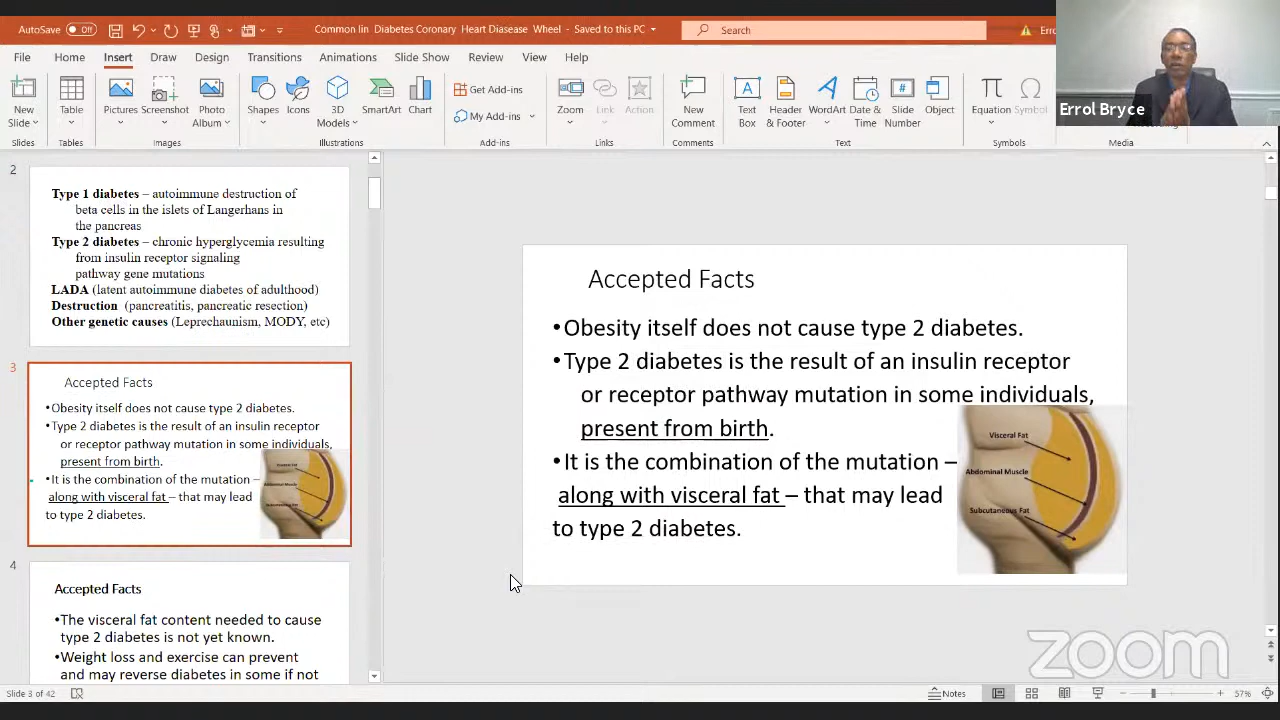 AutoSave Off
Common lin Diabetes Coronary Heart Diasease Wheel - Saved to this PC
Search
Erro
File Home Insert Draw Design Transitions Animations Slide Show Review View Help
New Slide
Table
Pictures
Screenshot
Photo Album
Shapes
Icons
3D Models
SmartArt
Chart
Get Add-ins
My Add-ins
Zoom
Link
Action
New Comment
Text Box
Header & Footer
WordArt
Date & Time
Slide Number
Object
Equation
Symbol
Errol Bryce
Slides Tables Images Illustrations Add-ins Links Comments Text Symbols Media
2
Type 1 diabetes – autoimmune destruction of
beta cells in the islets of Langerhans in
the pancreas
Type 2 diabetes – chronic hyperglycemia resulting
from insulin receptor signaling
pathway gene mutations
LADA (latent autoimmune diabetes of adulthood)
Destruction (pancreatitis, pancreatic resection)
Other genetic causes (Leprechaunism, MODY, etc)
3
Accepted Facts
•Obesity itself does not cause type 2 diabetes.
•Type 2 diabetes is the result of an insulin receptor
or receptor pathway mutation in some individuals,
present from birth.
•It is the combination of the mutation –
along with visceral fat – that may lead
to type 2 diabetes.
Visceral Fat
Abdominal Muscle
Subcutaneous Fat
4
Accepted Facts
•The visceral fat content needed to cause
type 2 diabetes is not yet known.
•Weight loss and exercise can prevent
and may reverse diabetes in some if not
Accepted Facts
•Obesity itself does not cause type 2 diabetes.
•Type 2 diabetes is the result of an insulin receptor
or receptor pathway mutation in some individuals,
present from birth.
•It is the combination of the mutation –
along with visceral fat – that may lead
to type 2 diabetes.
Visceral Fat
Abdominal Muscle
Subcutaneous Fat
zoom
Slide 3 of 42
Notes
57%